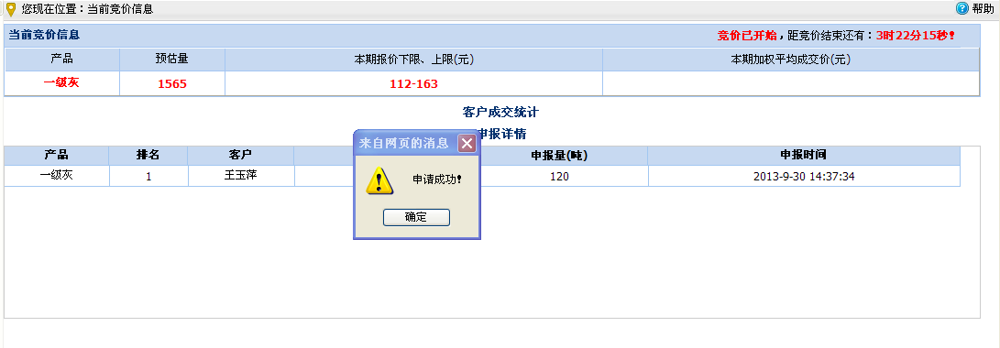 您现在位置：当前竞价信息 帮助
当前竞价信息 竞价已开始，距竞价结束还有：3时22分15秒！
产品 预估量 本期报价下限、上限(元) 本期加权平均成交价(元)
一级灰 1565 112-163
客户成交统计
申报详情
产品 排名 客户 申报量(吨) 申报时间
一级灰 1 王玉萍 120 2013-9-30 14:37:34
来自网页的消息
申请成功！
确定